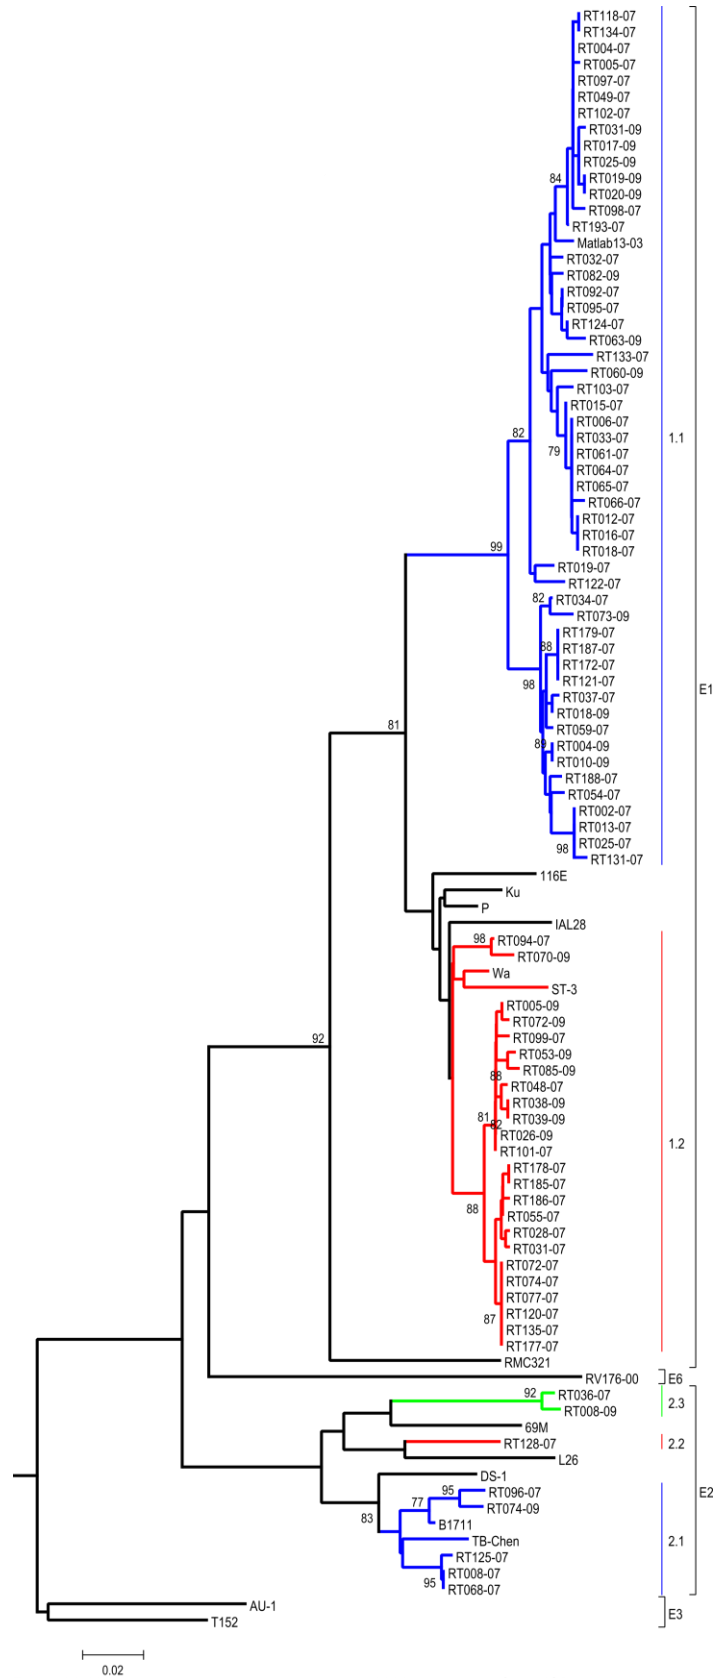 RT118-07
RT134-07
RT004-07
RT005-07
RT097-07
RT049-07
RT102-07
RT031-09
RT017-09
RT025-09
84
RT019-09
RT020-09
RT098-07
RT193-07
Matlab13-03
RT032-07
RT082-09
RT092-07
RT095-07
RT124-07
RT063-09
RT133-07
RT060-09
RT103-07
RT015-07
RT006-07
82
RT033-07
1.1
79
RT061-07
RT064-07
RT065-07
RT066-07
RT012-07
RT016-07
99
RT018-07
RT019-07
RT122-07
82
RT034-07
RT073-09
RT179-07
88
RT187-07
RT172-07
RT121-07
98
RT037-07
E1
RT018-09
81
RT059-07
89
RT004-09
RT010-09
RT188-07
RT054-07
RT002-07
RT013-07
98
RT025-07
RT131-07
116E
Ku
P
IAL28
98
RT094-07
RT070-09
Wa
ST-3
RT005-09
RT072-09
92
RT099-07
RT053-09
88
RT085-09
RT048-07
RT038-09
81
82
RT039-09
RT026-09
1.2
RT101-07
RT178-07
RT185-07
88
RT186-07
RT055-07
RT028-07
RT031-07
RT072-07
RT074-07
RT077-07
87
RT120-07
RT135-07
RT177-07
RMC321
RV176-00
E6
92
RT036-07
2.3
RT008-09
69M
RT128-07
2.2
L26
DS-1
E2
95
RT096-07
77
RT074-09
83
B1711
TB-Chen
2.1
RT125-07
95
RT008-07
RT068-07
AU-1
E3
T152
0.02